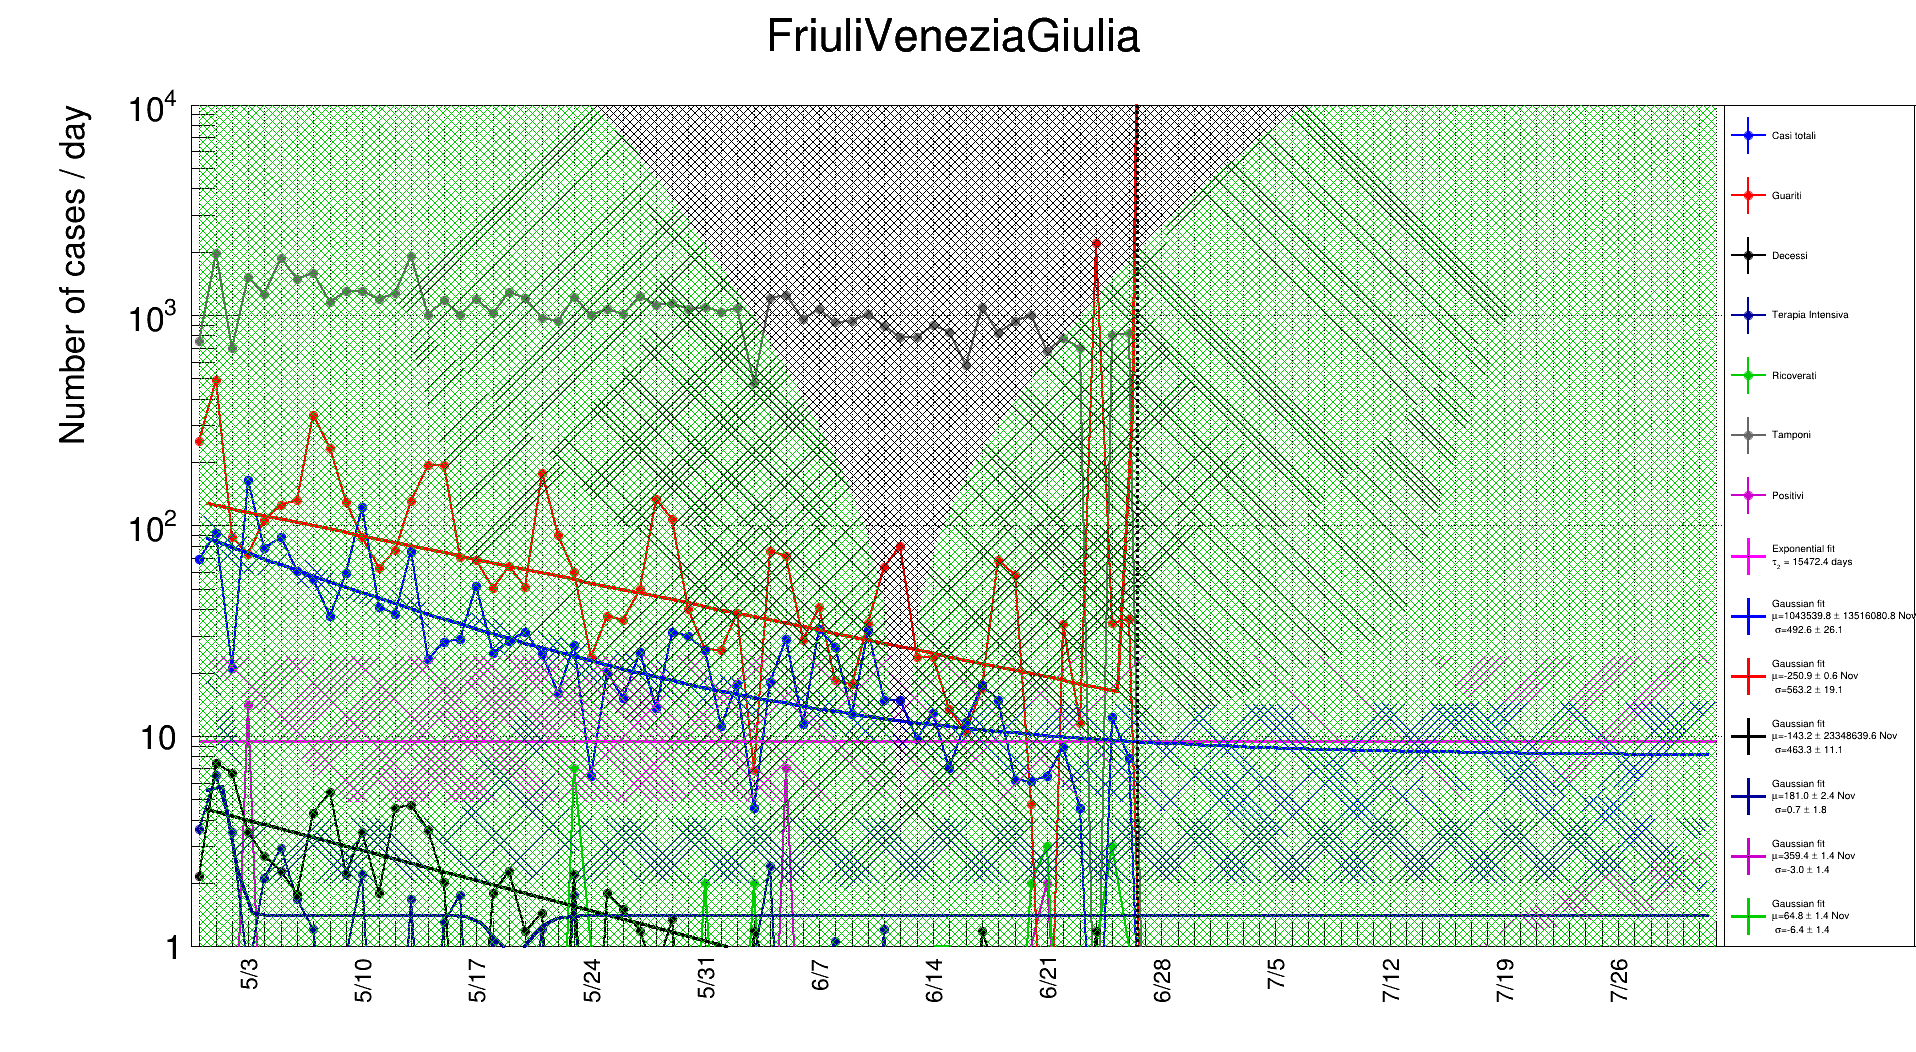 FriuliVeneziaGiulia
Number of cases / day
10⁴
10³
10²
10
1
5/3
5/10
5/17
5/24
5/31
6/7
6/14
6/21
6/28
7/5
7/12
7/19
7/26
Casi totali
Guariti
Decessi
Terapia Intensiva
Ricoverati
Tamponi
Positivi
Exponential fit
τ₂ = 15472.4 days
Gaussian fit
μ=1043539.8 ± 13516080.8 Nov
σ=492.6 ± 26.1
Gaussian fit
μ=-250.9 ± 0.6 Nov
σ=563.2 ± 19.1
Gaussian fit
μ=-143.2 ± 23348639.6 Nov
σ=463.3 ± 11.1
Gaussian fit
μ=181.0 ± 2.4 Nov
σ=0.7 ± 1.8
Gaussian fit
μ=359.4 ± 1.4 Nov
σ=-3.0 ± 1.4
Gaussian fit
μ=64.8 ± 1.4 Nov
σ=-6.4 ± 1.4